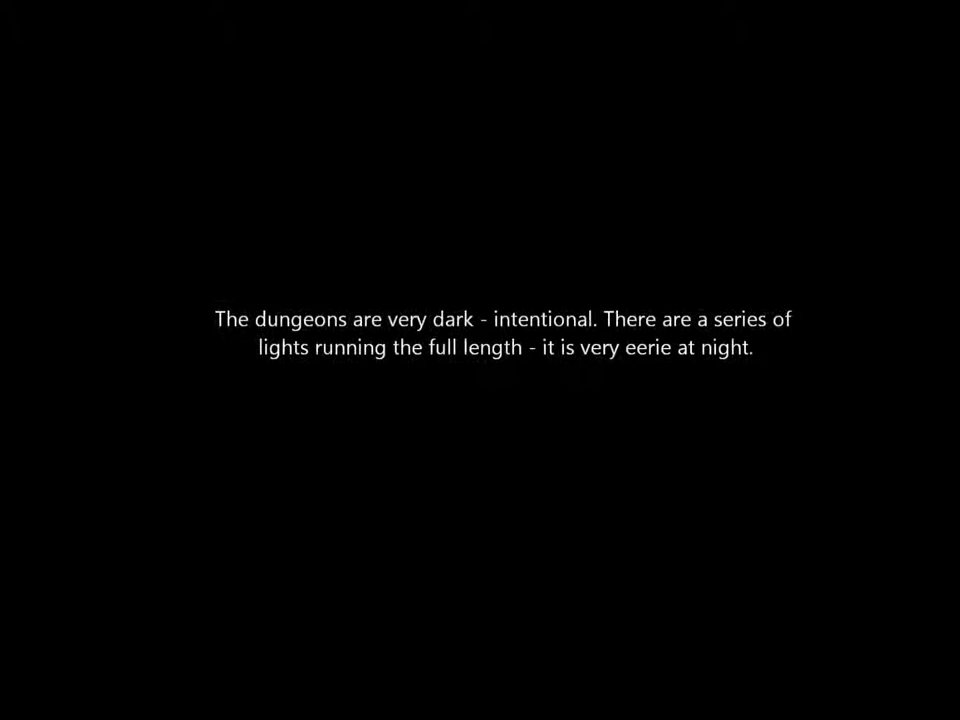 The dungeons are very dark - intentional. There are a series of
lights running the full length - it is very eerie at night.